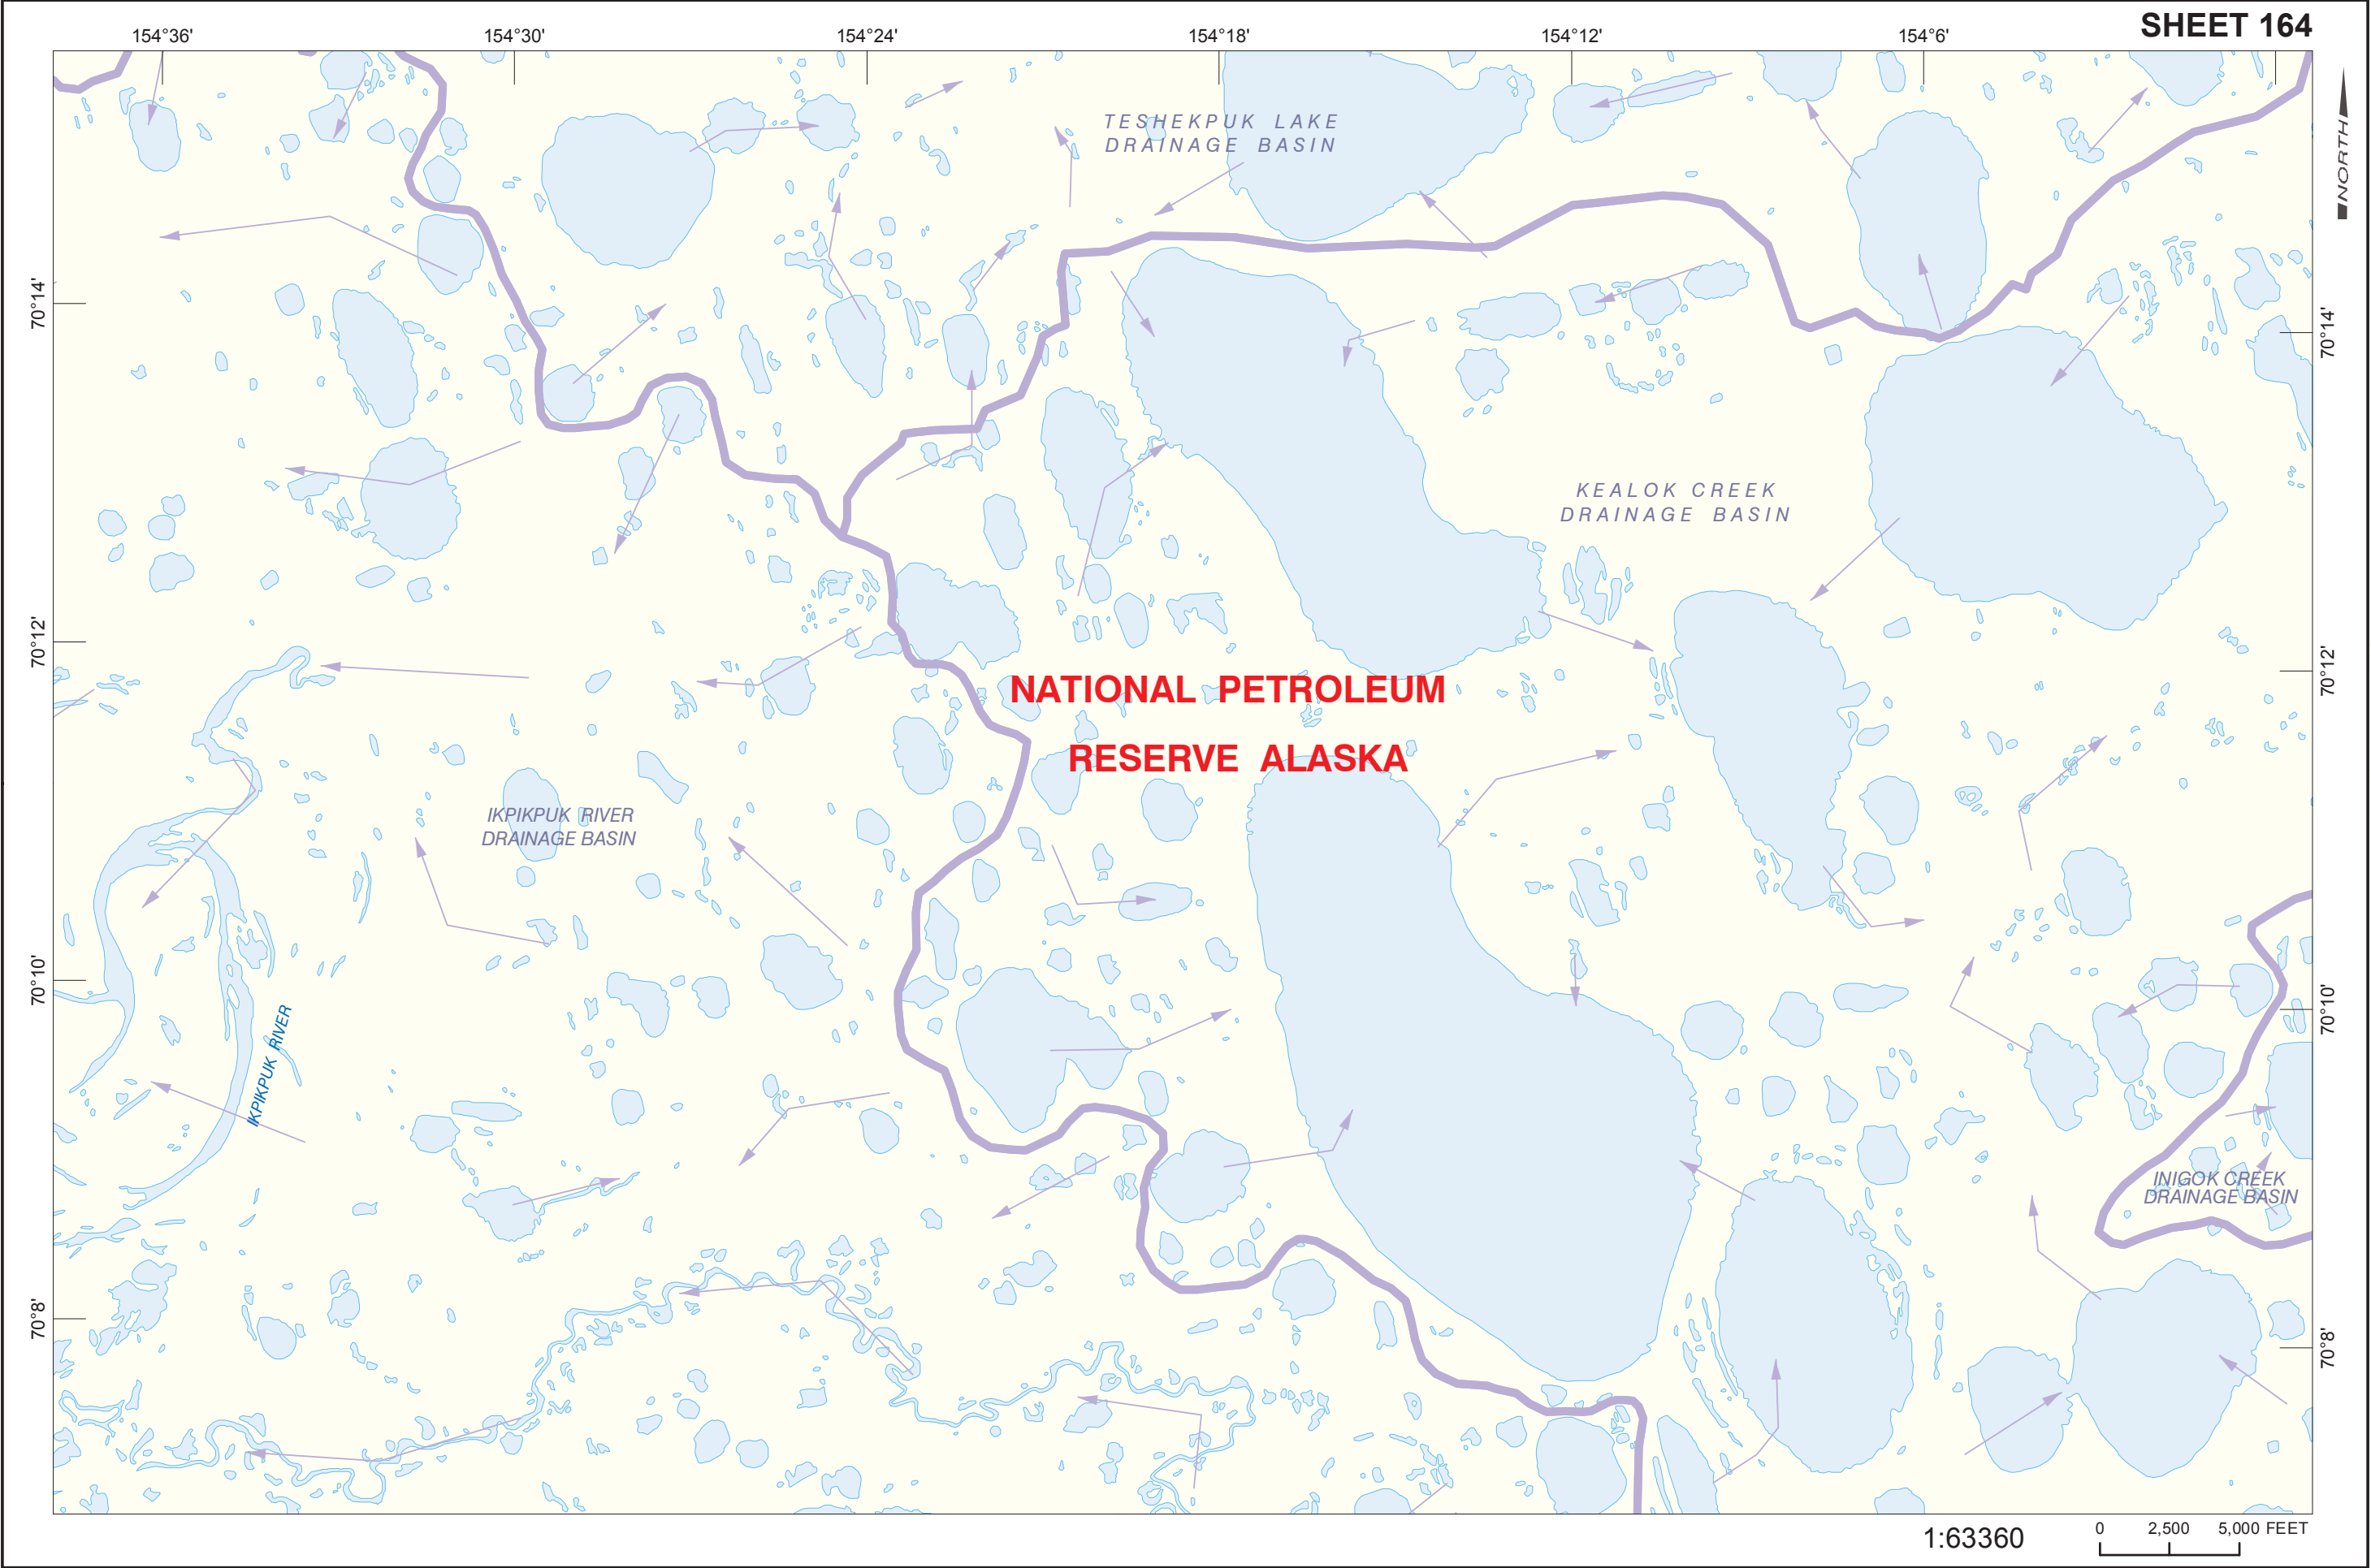 SHEET 164
154°36'
154°30'
154°24'
154°18'
154°12'
154°6'
NORTH
TESHEKPUK LAKE
DRAINAGE BASIN
70°14'
70°14'
KEALOK CREEK
DRAINAGE BASIN
70°12'
70°12'
NATIONAL PETROLEUM
RESERVE ALASKA
IKPIKPUK RIVER
DRAINAGE BASIN
70°10'
70°10'
IKPIKPUK RIVER
INIGOK CREEK
DRAINAGE BASIN
70°8'
70°8'
1:63360
0 2,500 5,000 FEET